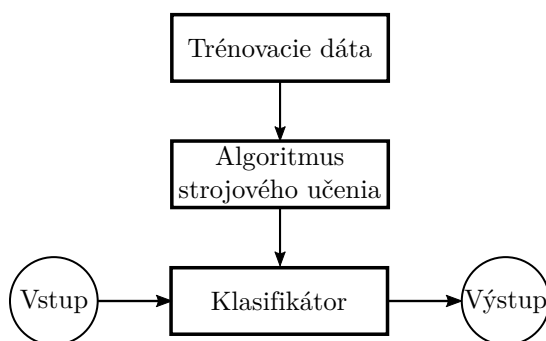 Trénovacie dáta
Algoritmus
strojového učenia
Vstup
Klasifikátor
Výstup